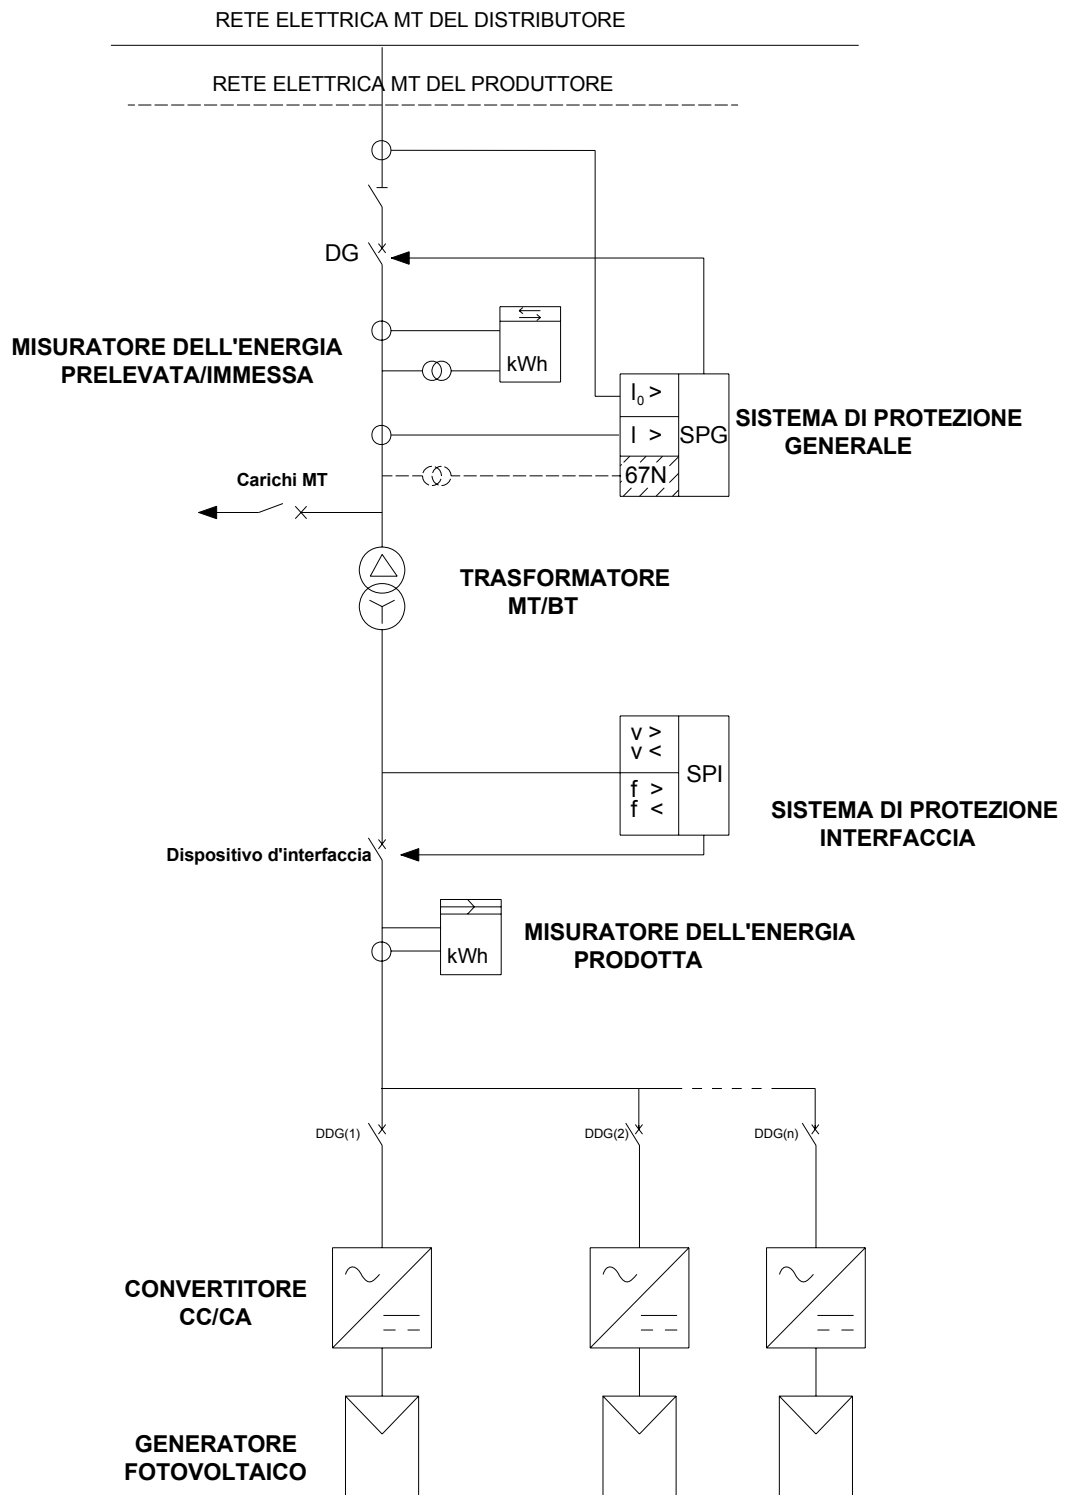 RETE ELETTRICA MT DEL DISTRIBUTORE
RETE ELETTRICA MT DEL PRODUTTORE
DG
MISURATORE DELL'ENERGIA
PRELEVATA/IMMESSA
kWh
I₀ >
I >
67N
SPG
SISTEMA DI PROTEZIONE
GENERALE
Carichi MT
TRASFORMATORE
MT/BT
v >
v <
f >
f <
SPI
SISTEMA DI PROTEZIONE
INTERFACCIA
Dispositivo d'interfaccia
kWh
MISURATORE DELL'ENERGIA
PRODOTTA
DDG(1)
DDG(2)
DDG(n)
CONVERTITORE
CC/CA
GENERATORE
FOTOVOLTAICO